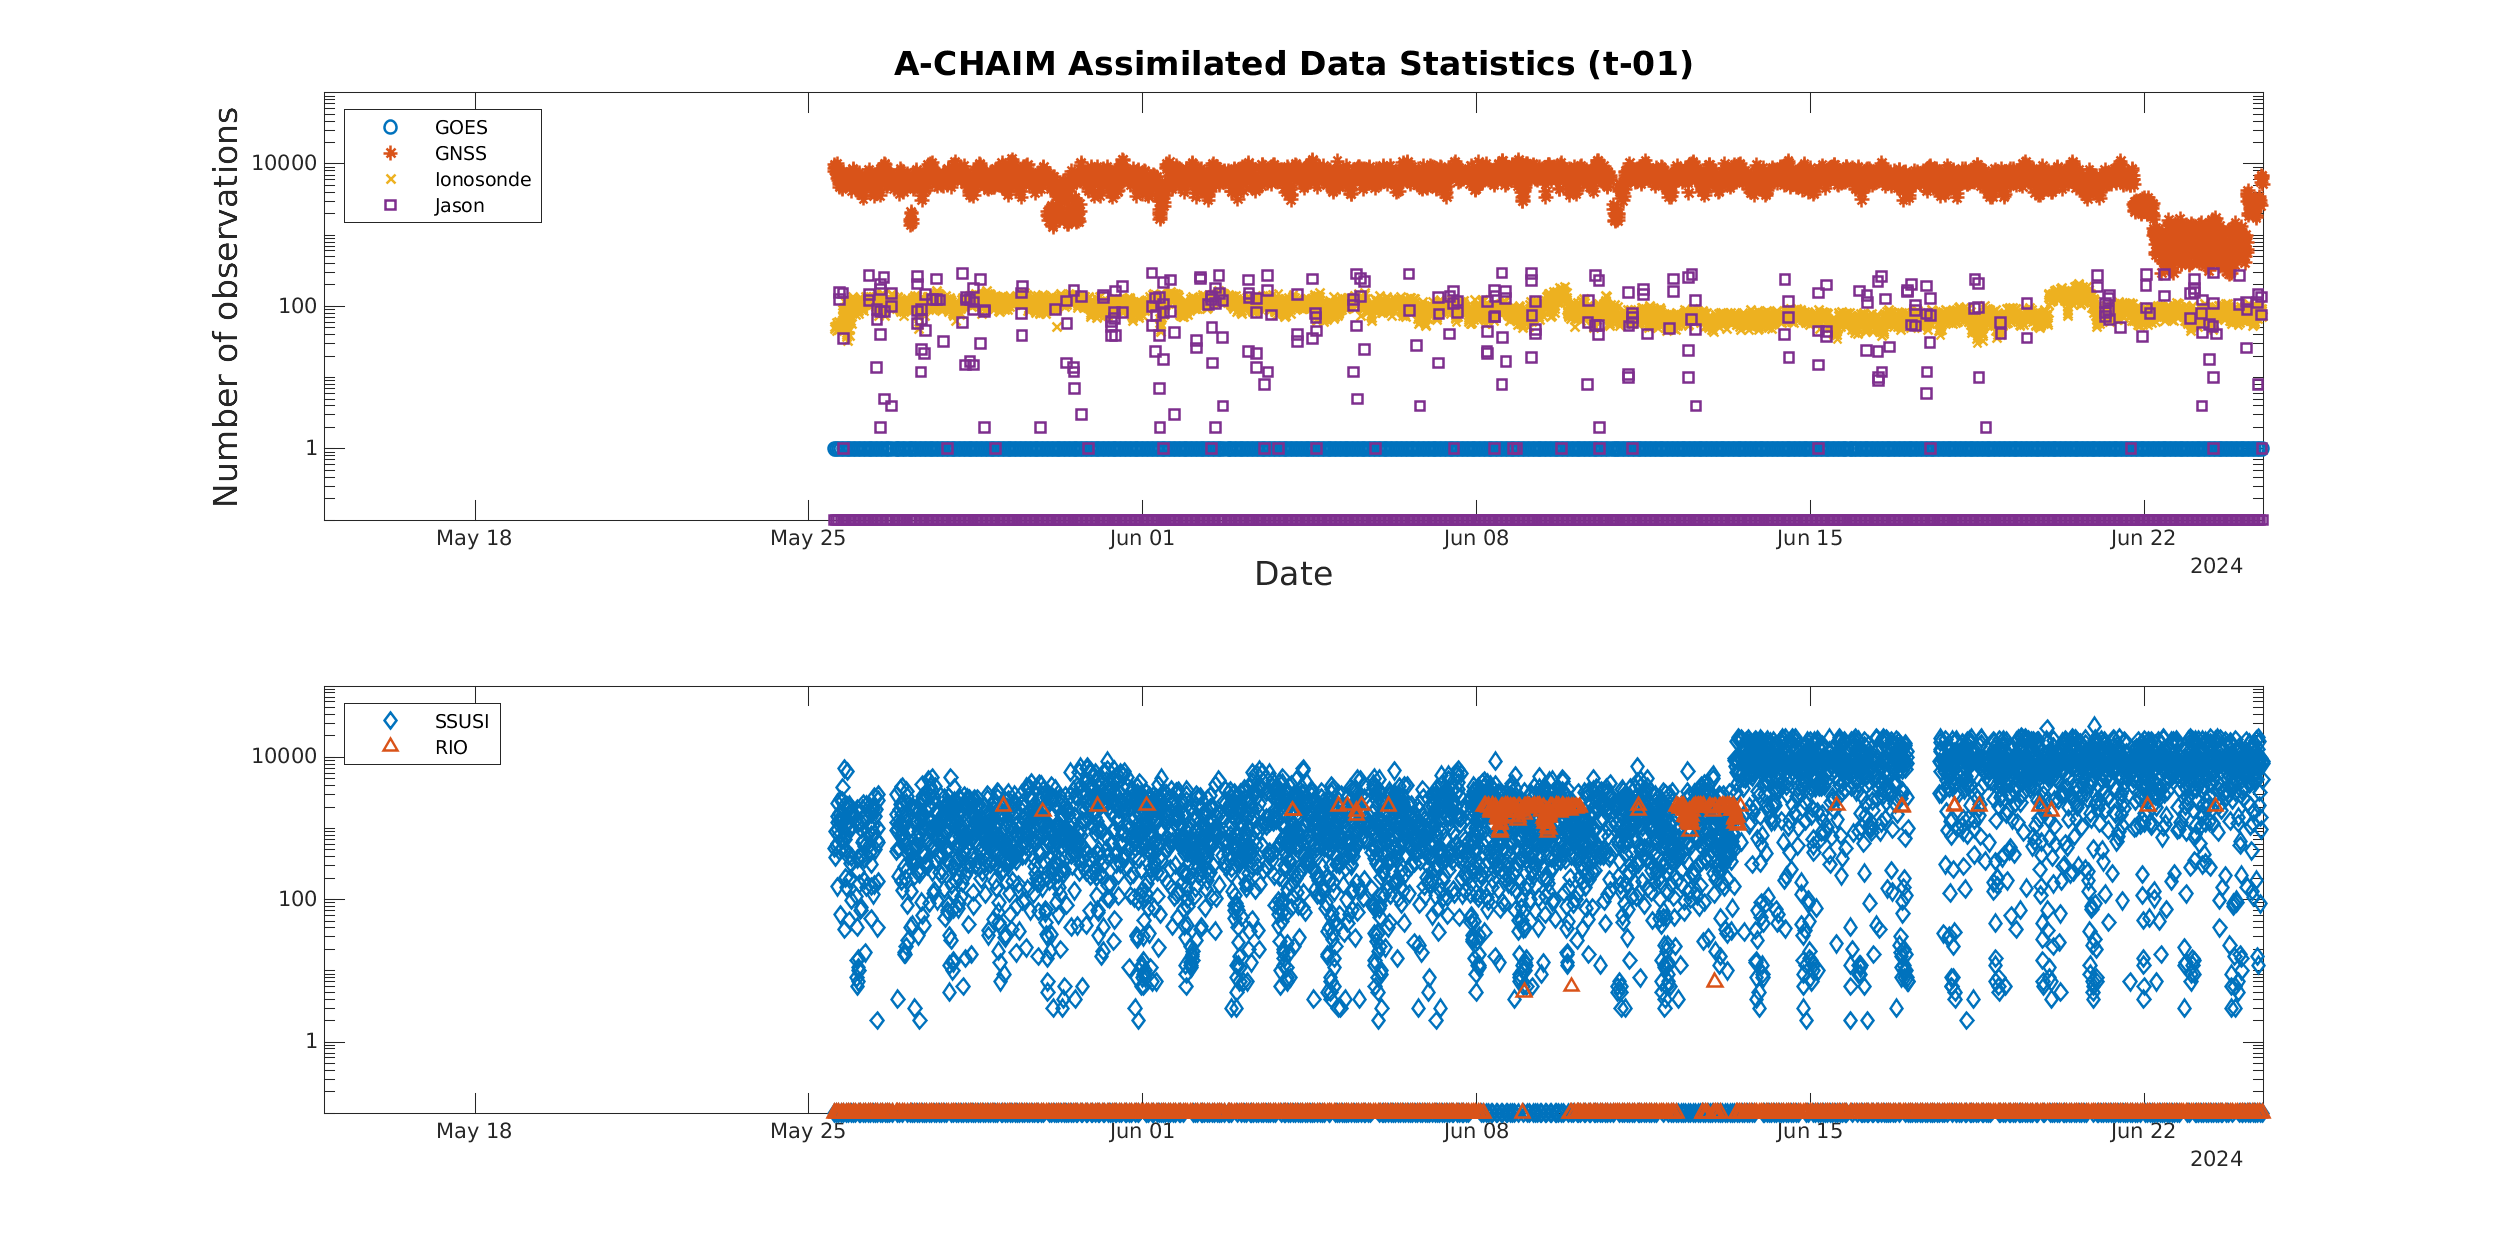 A-CHAIM Assimilated Data Statistics (t-01)
Number of observations
10000
100
1
GOES
GNSS
Ionosonde
Jason
May 18
May 25
Jun 01
Jun 08
Jun 15
Jun 22
2024
Date
10000
100
1
SSUSI
RIO
May 18
May 25
Jun 01
Jun 08
Jun 15
Jun 22
2024